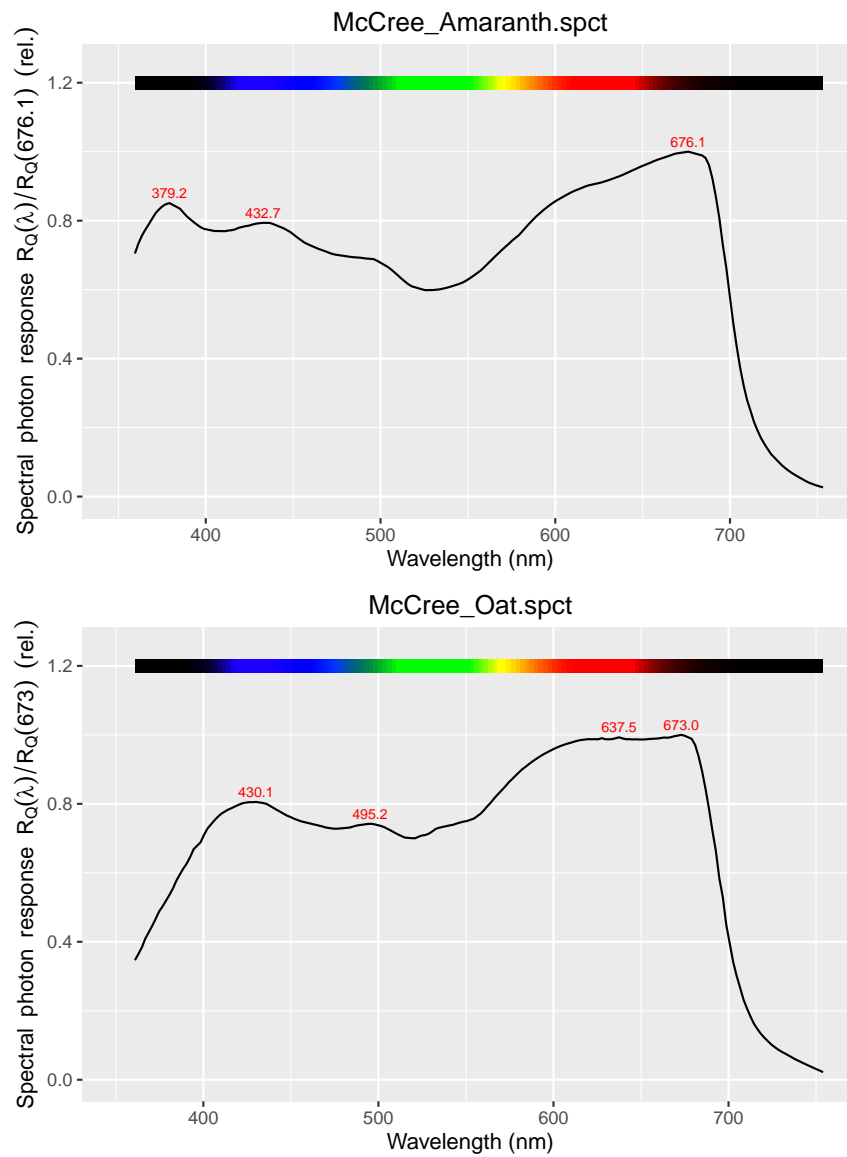 McCree_Amaranth.spct
Spectral photon response R_Q(λ)/R_Q(676.1) (rel.)
1.2
0.8
0.4
0.0
379.2
432.7
676.1
400 500 600 700
Wavelength (nm)
McCree_Oat.spct
Spectral photon response R_Q(λ)/R_Q(673) (rel.)
1.2
0.8
0.4
0.0
430.1
495.2
637.5
673.0
400 500 600 700
Wavelength (nm)